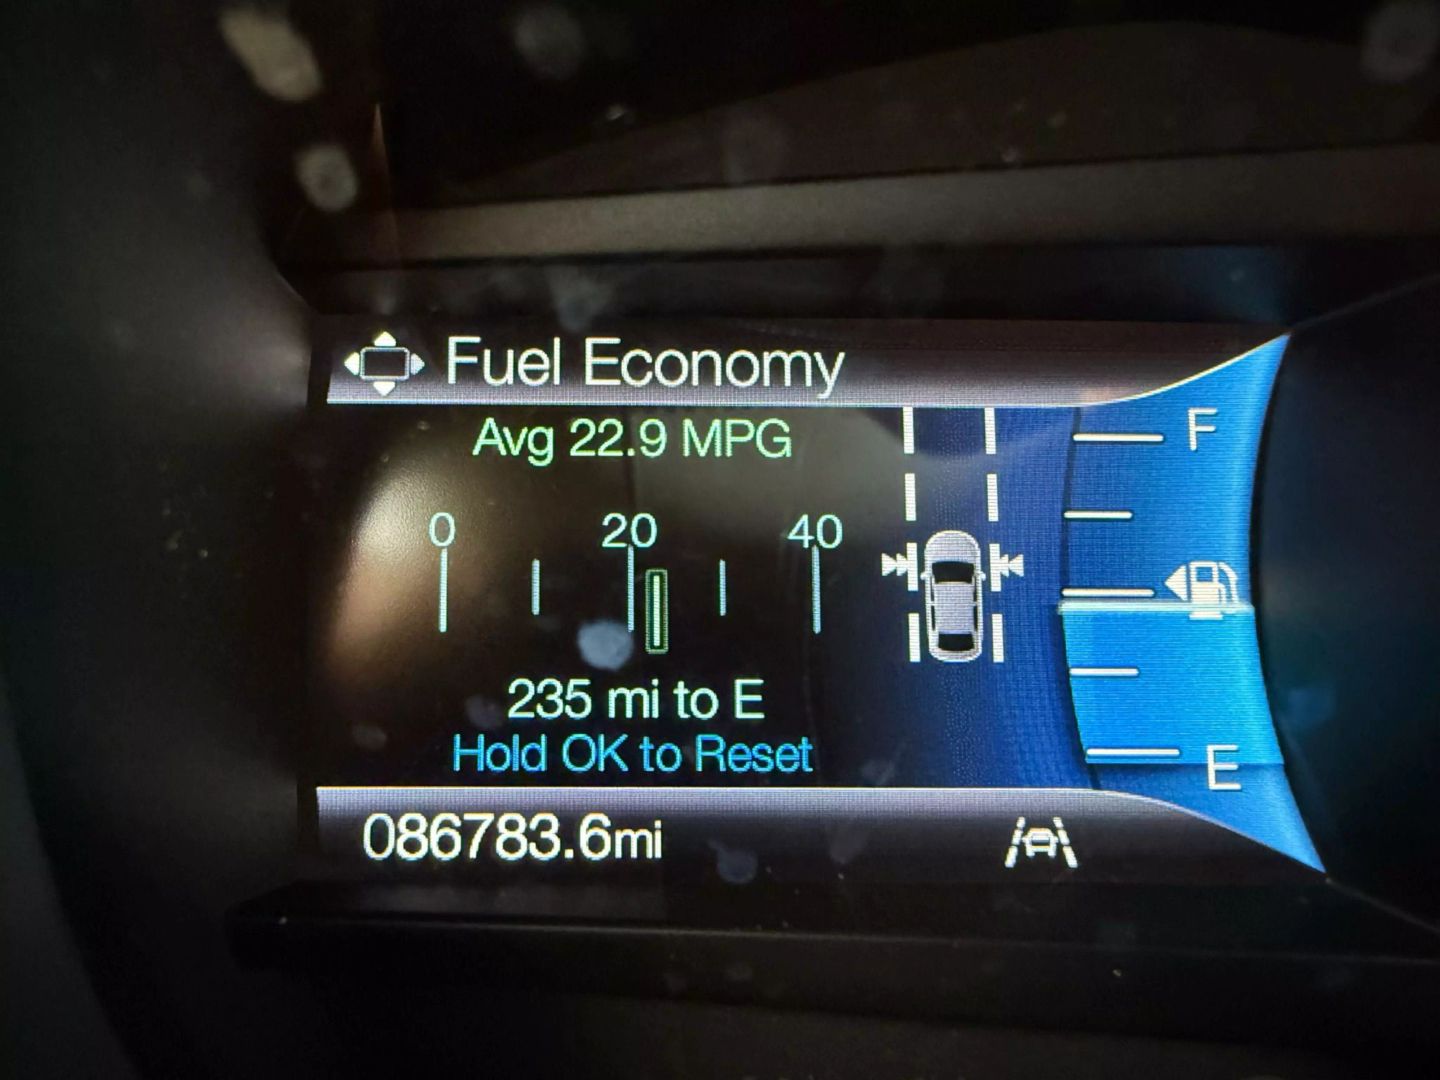 Fuel Economy
Avg 22.9 MPG
0 20 40
235 mi to E
Hold OK to Reset
086783.6mi
F
E